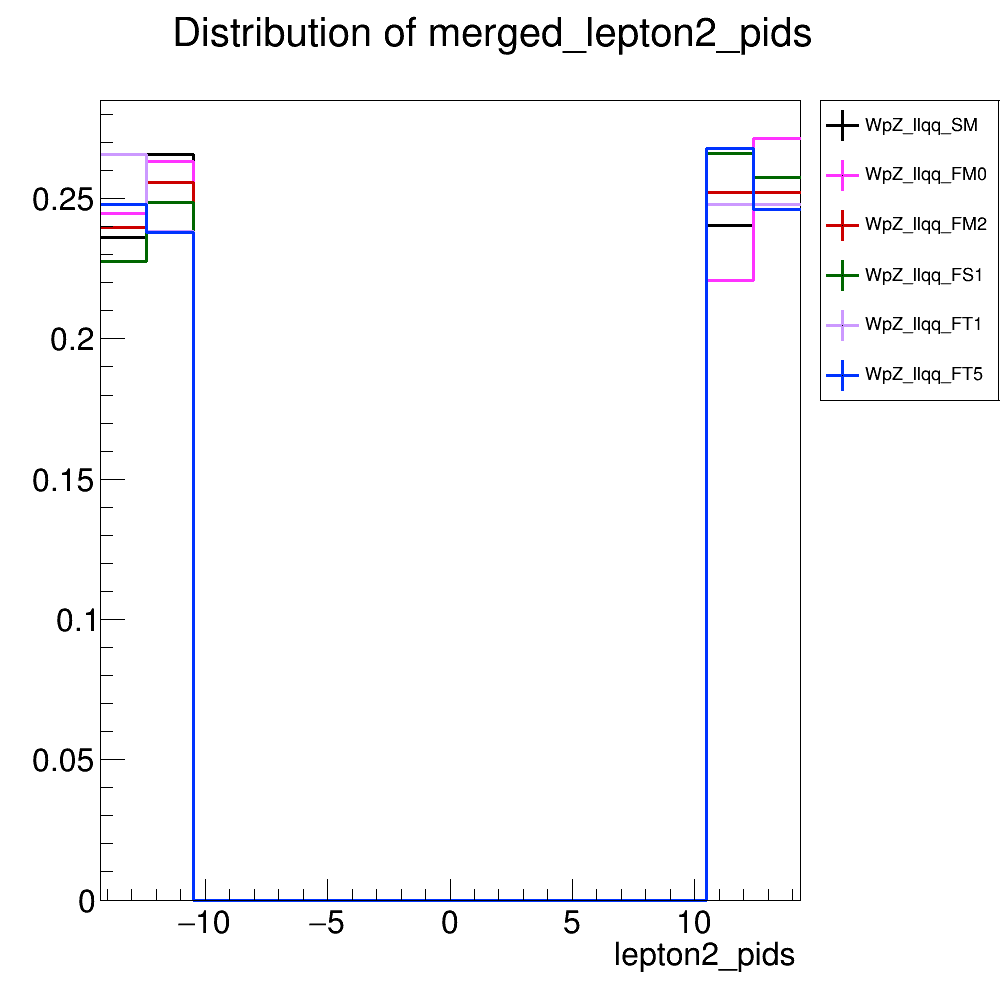 Distribution of merged_lepton2_pids
0.25
0.2
0.15
0.1
0.05
0
−10
−5
0
5
10
lepton2_pids
WpZ_llqq_SM
WpZ_llqq_FM0
WpZ_llqq_FM2
WpZ_llqq_FS1
WpZ_llqq_FT1
WpZ_llqq_FT5